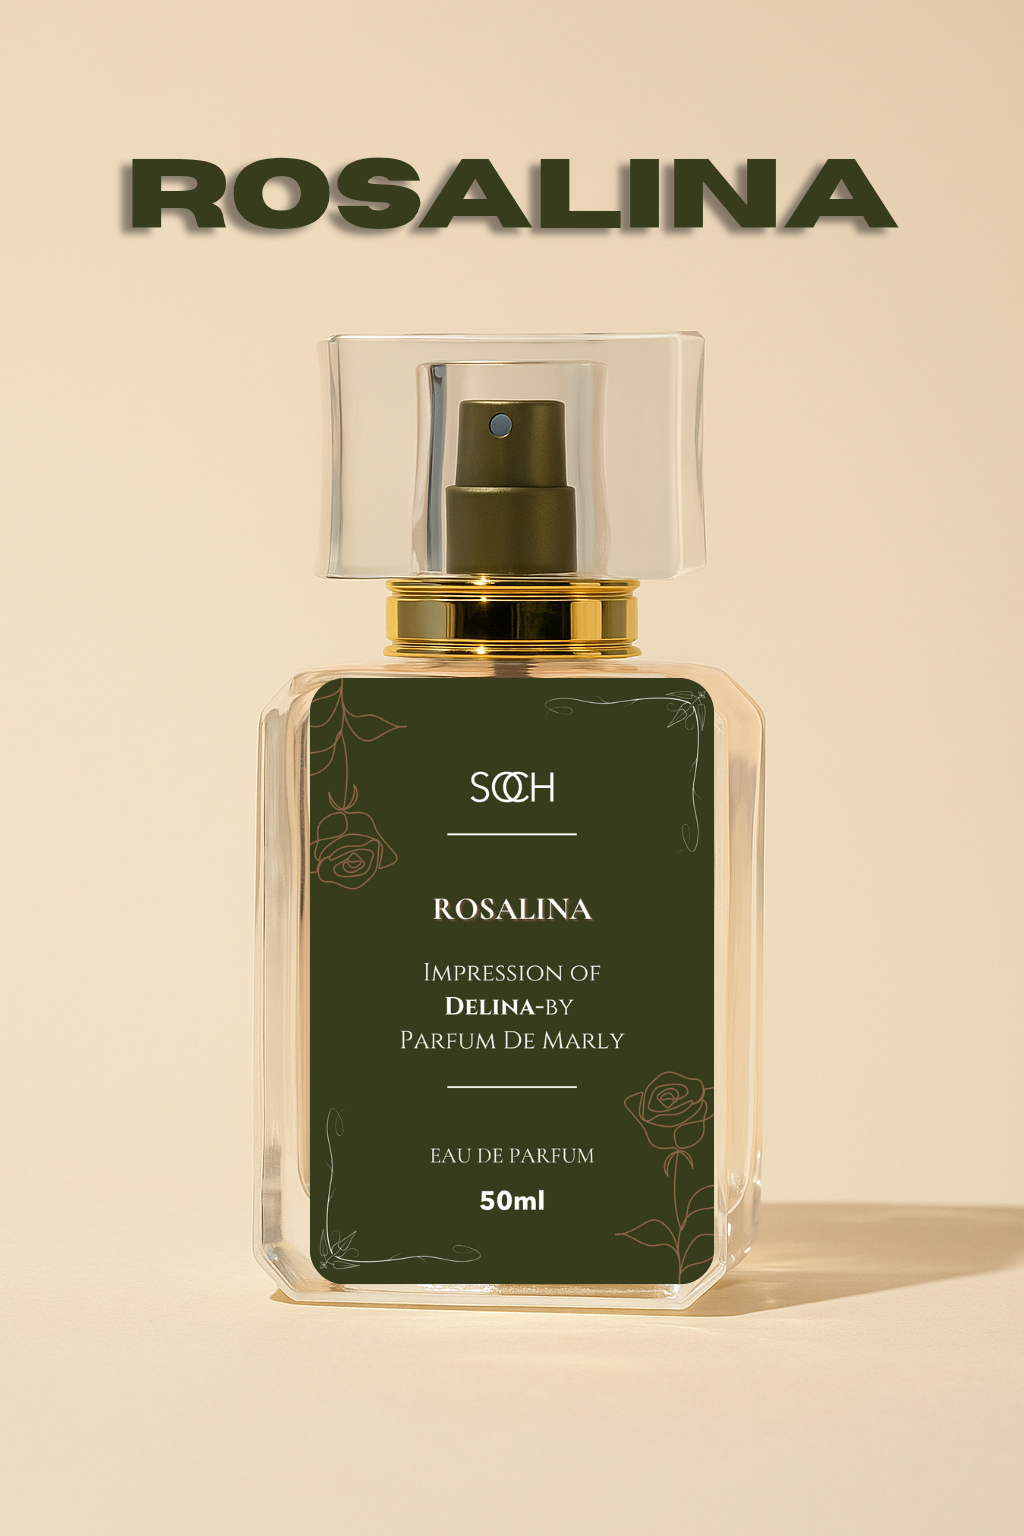 ROSALINA
SOCH
ROSALINA
Impression of
Delina-by
Parfum De Marly
EAU DE PARFUM
50ml